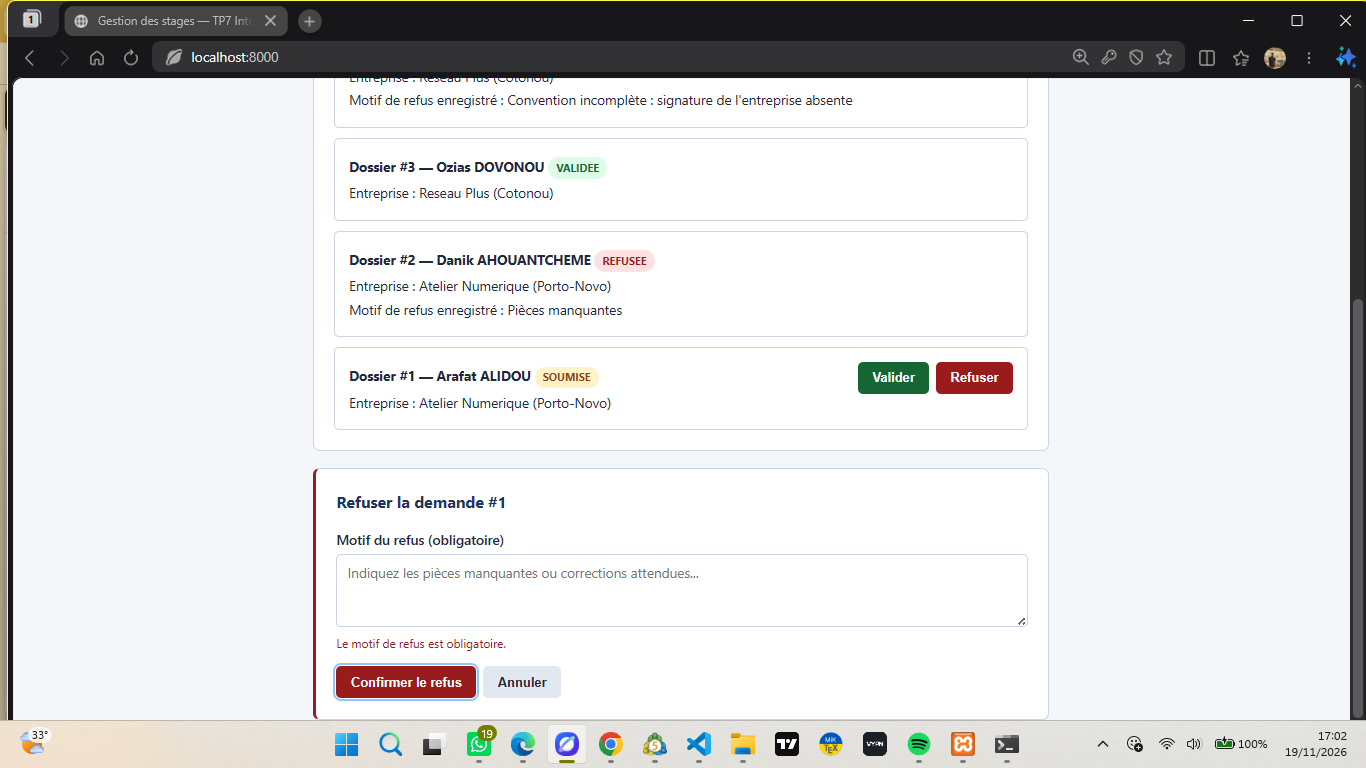 1
Gestion des stages — TP7 Inte
localhost:8000
Entreprise : Reseau Plus (Cotonou)
Motif de refus enregistré : Convention incomplète : signature de l'entreprise absente
Dossier #3 — Ozias DOVONOU VALIDEE
Entreprise : Reseau Plus (Cotonou)
Dossier #2 — Danik AHOUANTCHEME REFUSEE
Entreprise : Atelier Numerique (Porto-Novo)
Motif de refus enregistré : Pièces manquantes
Dossier #1 — Arafat ALIDOU SOUMISE Valider Refuser
Entreprise : Atelier Numerique (Porto-Novo)
Refuser la demande #1
Motif du refus (obligatoire)
Indiquez les pièces manquantes ou corrections attendues...
Le motif de refus est obligatoire.
Confirmer le refus Annuler
33°
19
100%
17:02
19/11/2026